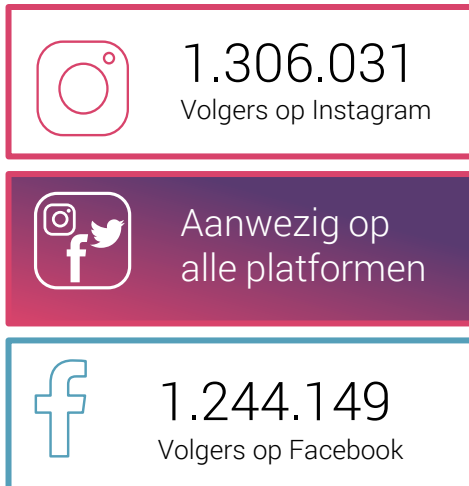 1.306.031
Volgers op Instagram
Aanwezig op
alle platformen
1.244.149
Volgers op Facebook